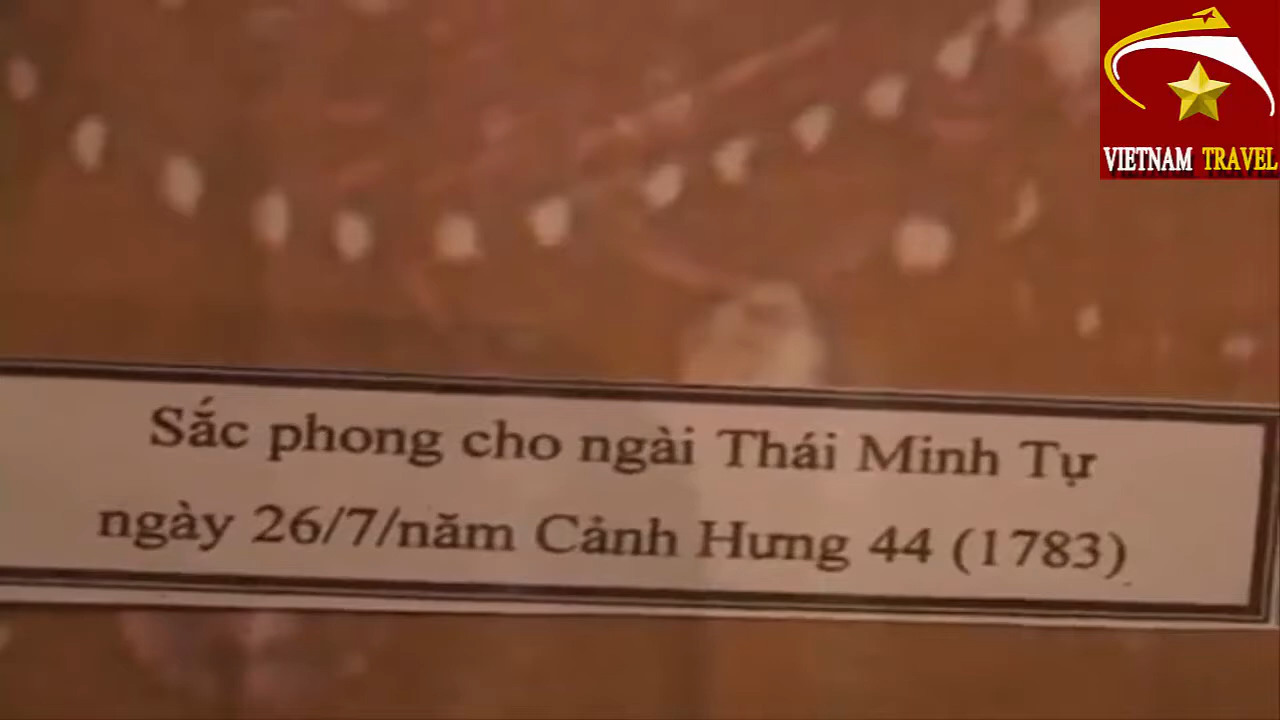 VIETNAM TRAVEL
Sắc phong cho ngài Thái Minh Tự
ngày 26/7/năm Cảnh Hưng 44 (1783)